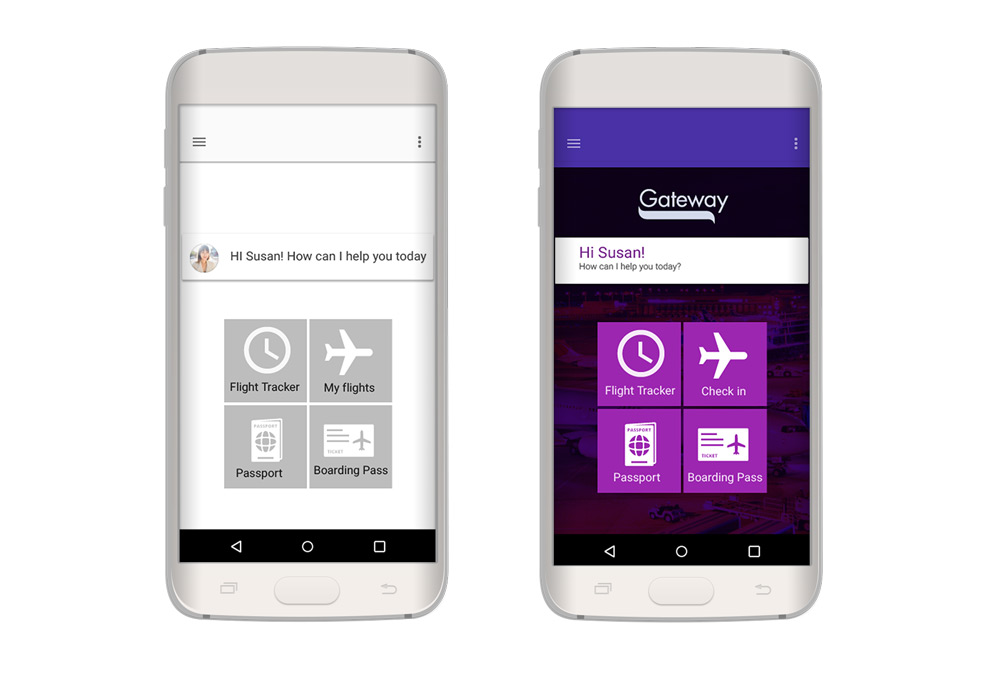 HI Susan! How can I help you today
Flight Tracker
My flights
PASSPORT
TICKET
Passport
Boarding Pass
Gateway
Hi Susan!
How can I help you today?
Flight Tracker
Check in
PASSPORT
TICKET
Passport
Boarding Pass